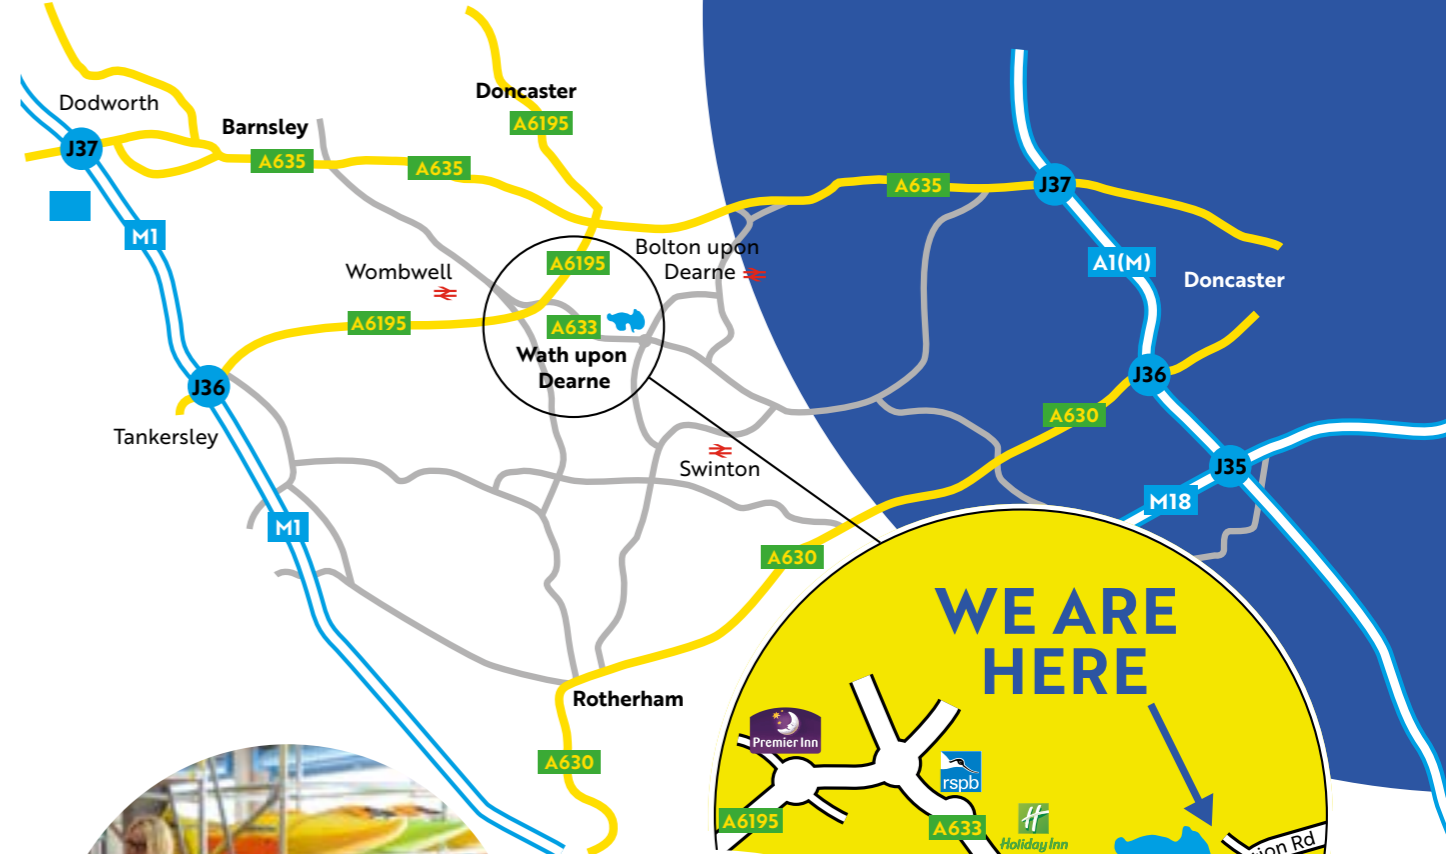 Dodworth
J37
Barnsley
Doncaster
A6195
A635
A635
A635
J37
M1
A6195
Bolton upon
Dearne
A1(M)
Doncaster
Wombwell
A6195
A633
Wath upon
Dearne
J36
J36
Tankersley
A630
Swinton
J35
M18
M1
A630
WE ARE
HERE
Rotherham
Premier Inn
A630
rspb
A6195
A633
H
Holiday Inn
Rd